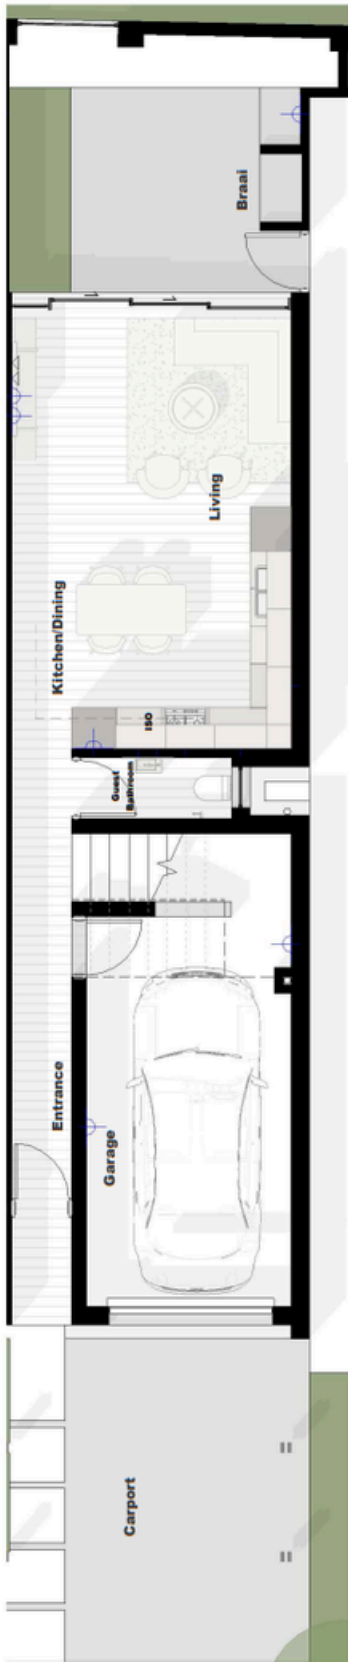 Braai
Living
Kitchen/Dining
ISO
Guest
Bathroom
Entrance
Garage
Carport